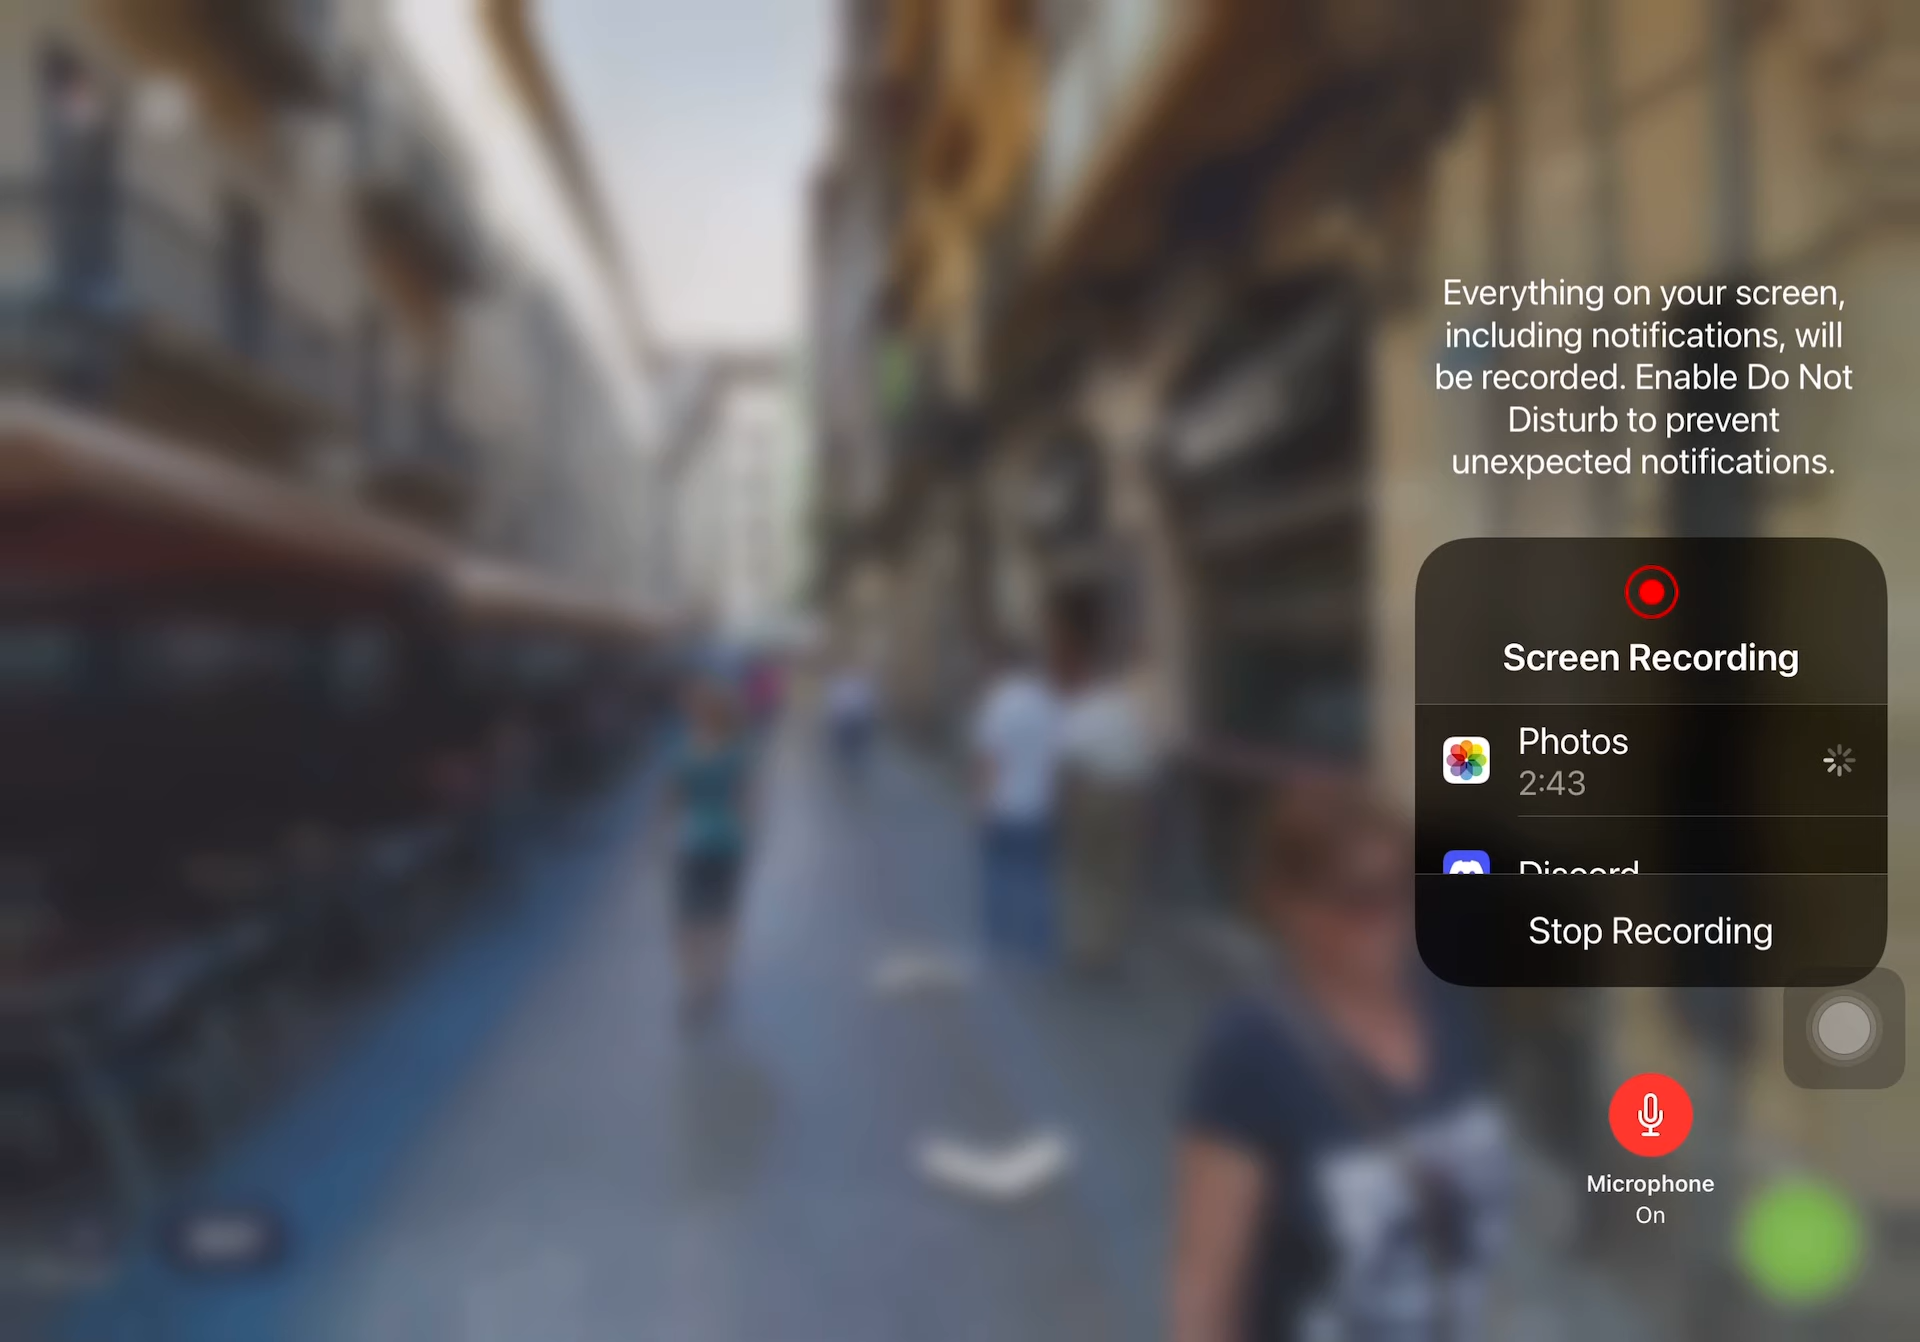 Everything on your screen,
including notifications, will
be recorded. Enable Do Not
Disturb to prevent
unexpected notifications.
Screen Recording
Photos
2:43
Discord
Stop Recording
Microphone
On